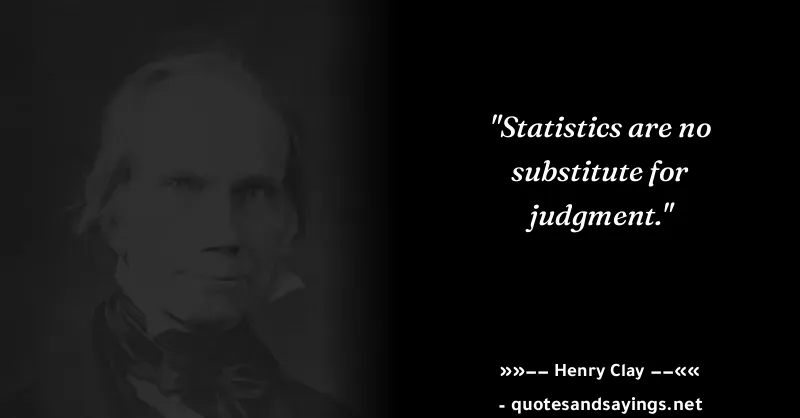 "Statistics are no
substitute for
judgment."
»»–– Henry Clay ––««
- quotesandsayings.net